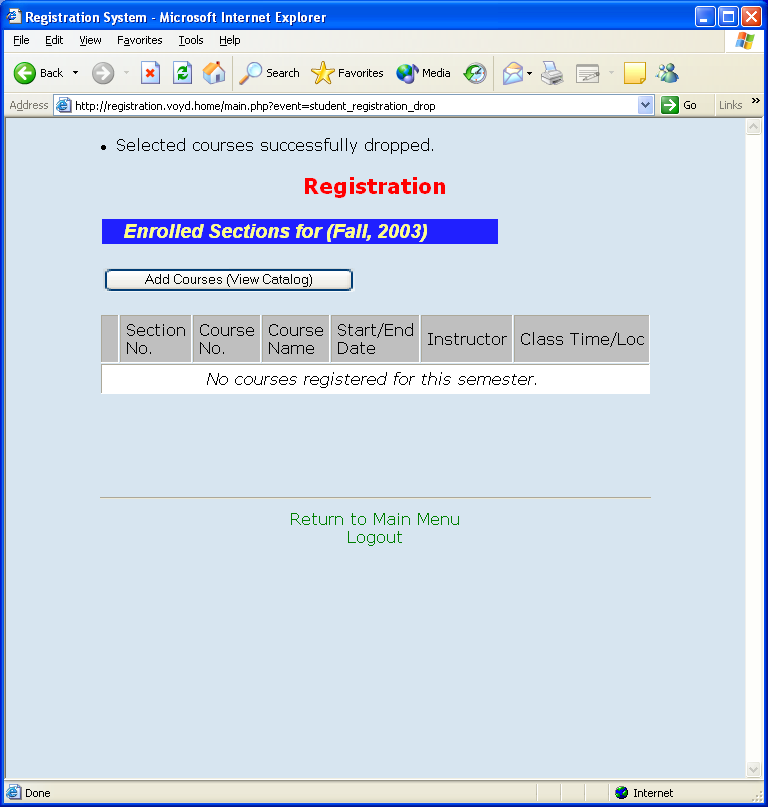 Registration System - Microsoft Internet Explorer
File Edit View Favorites Tools Help
Back Search Favorites Media
Address http://registration.voyd.home/main.php?event=student_registration_drop Go Links »
• Selected courses successfully dropped.
Registration
Enrolled Sections for (Fall, 2003)
Add Courses (View Catalog)
Section No. Course No. Course Name Start/End Date Instructor Class Time/Loc
No courses registered for this semester.
Return to Main Menu
Logout
Done Internet